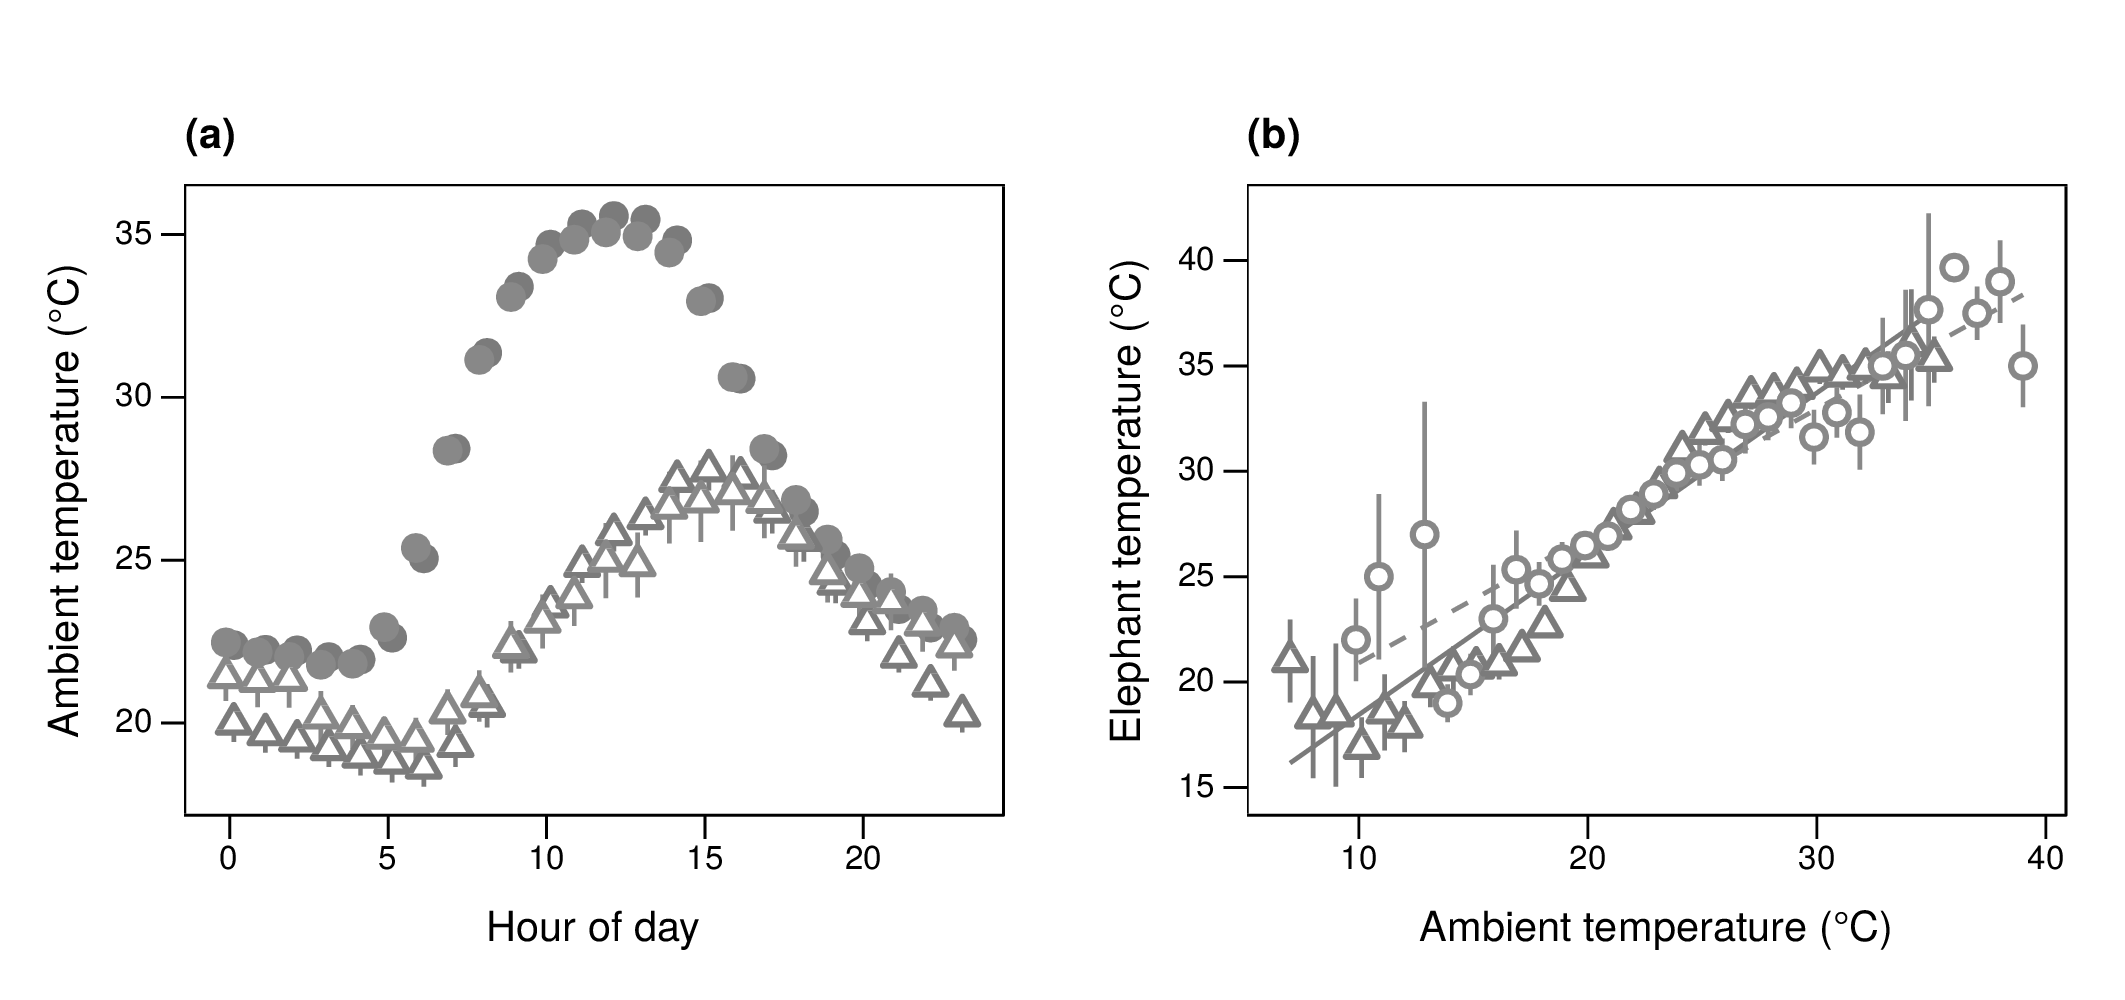 (a)
35
30
25
20
Ambient temperature (°C)
0 5 10 15 20
Hour of day
(b)
40
35
30
25
20
15
Elephant temperature (°C)
10 20 30 40
Ambient temperature (°C)